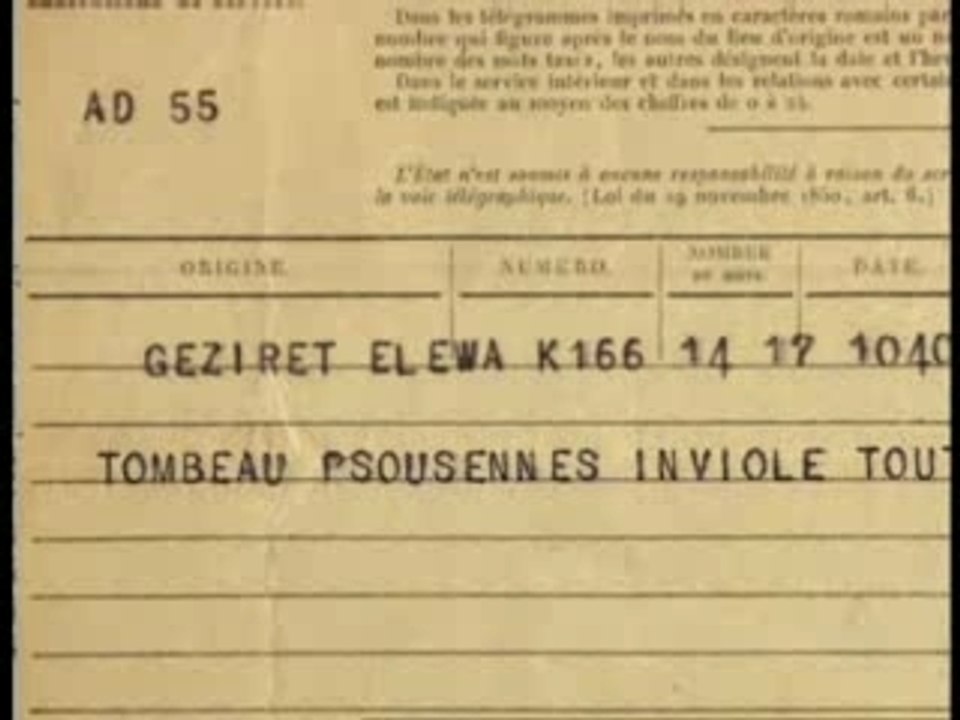 Dans les télégrammes imprimés en caractères romains par
nombre qui figure après le nom du lieu d'origine est un
nombre des mots taxés, les autres désignent la date et l'he
Dans le service intérieur et dans les relations avec certai
est indiquée au moyen des chiffres de 0 à 24.
AD 55
L'État n'est soumis à aucune responsabilité à raison du ser
la voie télégraphique. (Loi du 29 novembre 1850, art. 6.)
ORIGINE. NUMÉRO. NOMBRE DATE.
DE MOTS.
GEZIRET ELEWA K166 14 17 1040
TOMBEAU PSOUSENNES INVIOLE TOUT